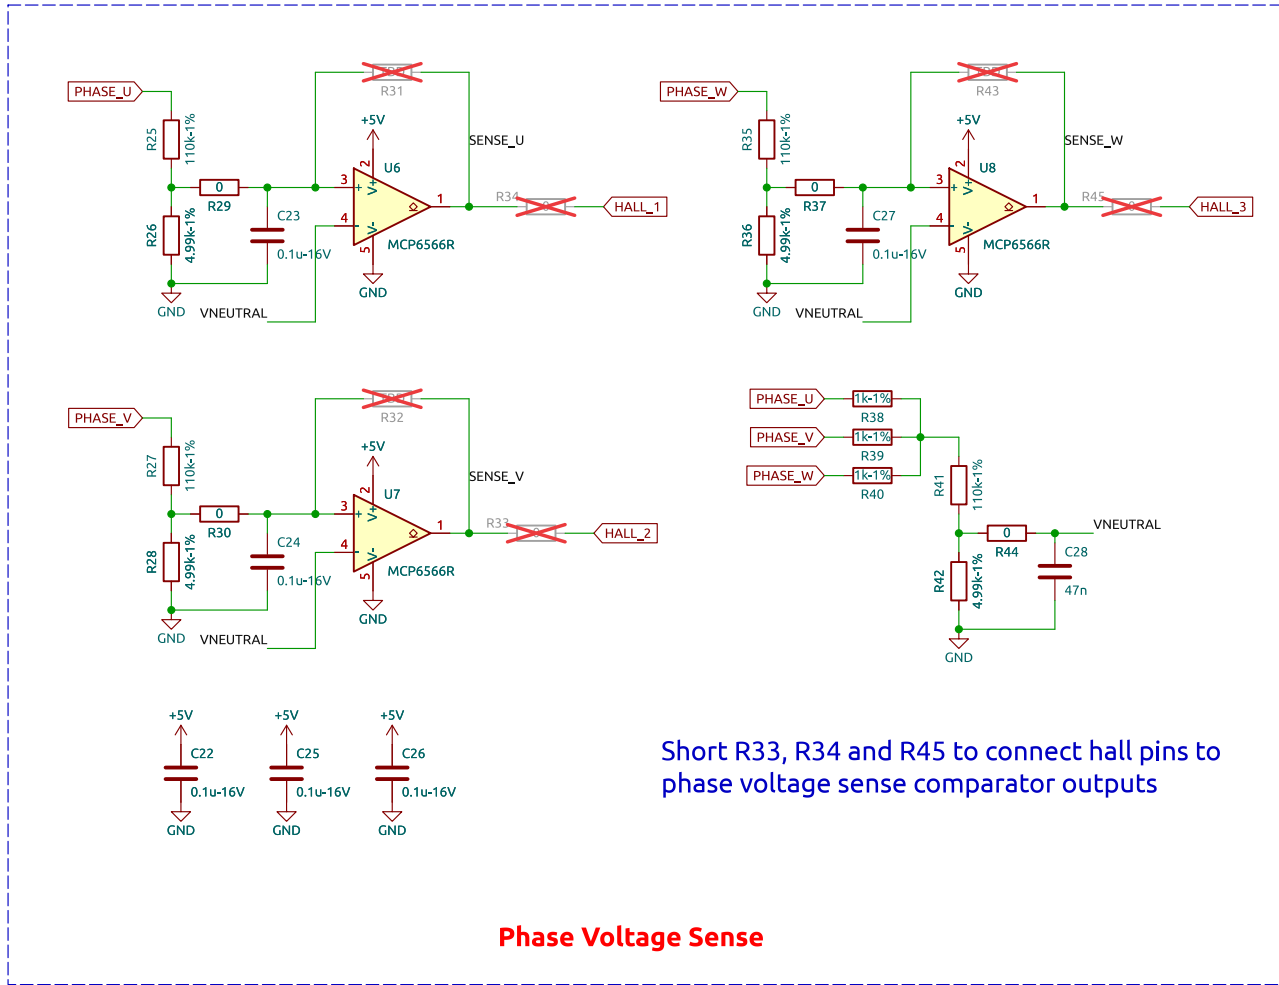 PHASE_U
R25
110k-1%
R26
4.99k-1%
0
R29
C23
0.1u-16V
GND
VNEUTRAL
R31
+5V
SENSE_U
U6
3
+
2
V+
4
-
V-
5
1
MCP6566R
GND
R34
HALL_1
PHASE_W
R35
110k-1%
R36
4.99k-1%
0
R37
C27
0.1u-16V
GND
VNEUTRAL
R43
+5V
SENSE_W
U8
3
+
2
V+
4
-
V-
5
1
MCP6566R
GND
R45
HALL_3
PHASE_V
R27
110k-1%
R28
4.99k-1%
0
R30
C24
0.1u-16V
GND
VNEUTRAL
R32
+5V
SENSE_V
U7
3
+
2
V+
4
-
V-
5
1
MCP6566R
GND
R33
HALL_2
PHASE_U
1k-1%
R38
PHASE_V
1k-1%
R39
PHASE_W
1k-1%
R40
R41
110k-1%
R42
4.99k-1%
0
R44
VNEUTRAL
C28
47n
GND
+5V
C22
0.1u-16V
GND
+5V
C25
0.1u-16V
GND
+5V
C26
0.1u-16V
GND
Short R33, R34 and R45 to connect hall pins to
phase voltage sense comparator outputs
Phase Voltage Sense